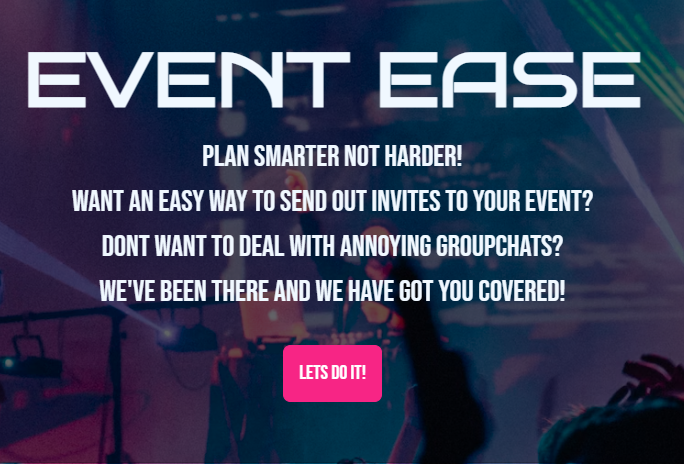 EVENT EASE
PLAN SMARTER NOT HARDER!
WANT AN EASY WAY TO SEND OUT INVITES TO YOUR EVENT?
DONT WANT TO DEAL WITH ANNOYING GROUPCHATS?
WE'VE BEEN THERE AND WE HAVE GOT YOU COVERED!
LETS DO IT!